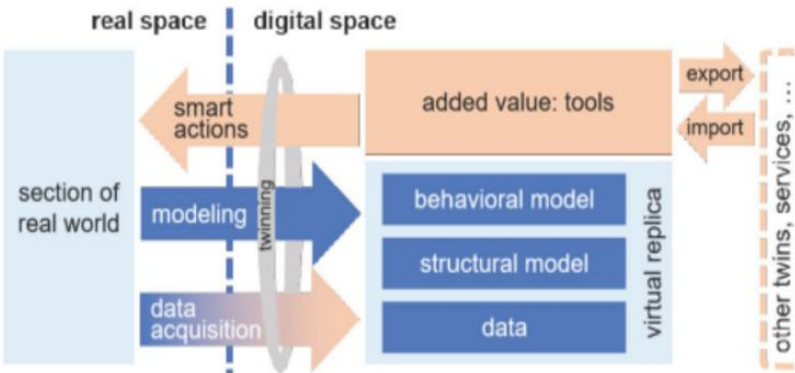 real space
digital space
section of
real world
smart
actions
modeling
data
acquisition
twinning
added value: tools
behavioral model
structural model
data
virtual replica
export
import
other twins, services, ...